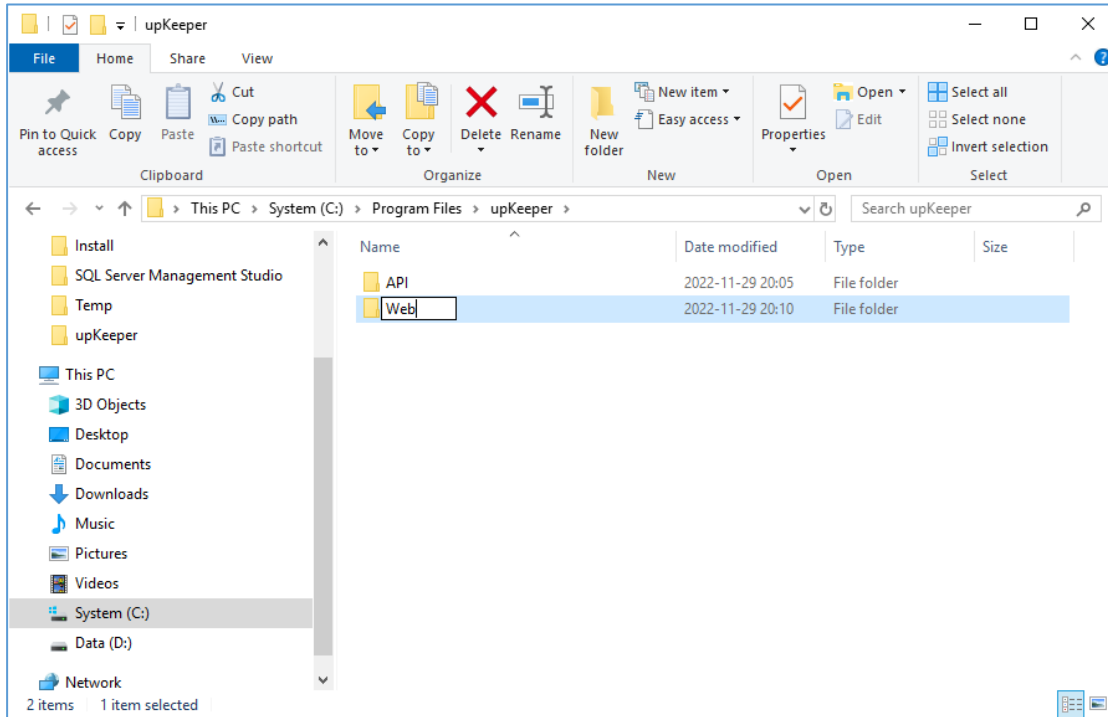 upKeeper
File Home Share View
Pin to Quick access
Copy
Paste
Cut
Copy path
Paste shortcut
Clipboard
Move to
Copy to
Delete
Rename
Organize
New folder
New item
Easy access
New
Properties
Open
Edit
Open
Select all
Select none
Invert selection
Select
This PC > System (C:) > Program Files > upKeeper >
Search upKeeper
Install
SQL Server Management Studio
Temp
upKeeper
This PC
3D Objects
Desktop
Documents
Downloads
Music
Pictures
Videos
System (C:)
Data (D:)
Network
Name Date modified Type Size
API 2022-11-29 20:05 File folder
Web 2022-11-29 20:10 File folder
2 items 1 item selected